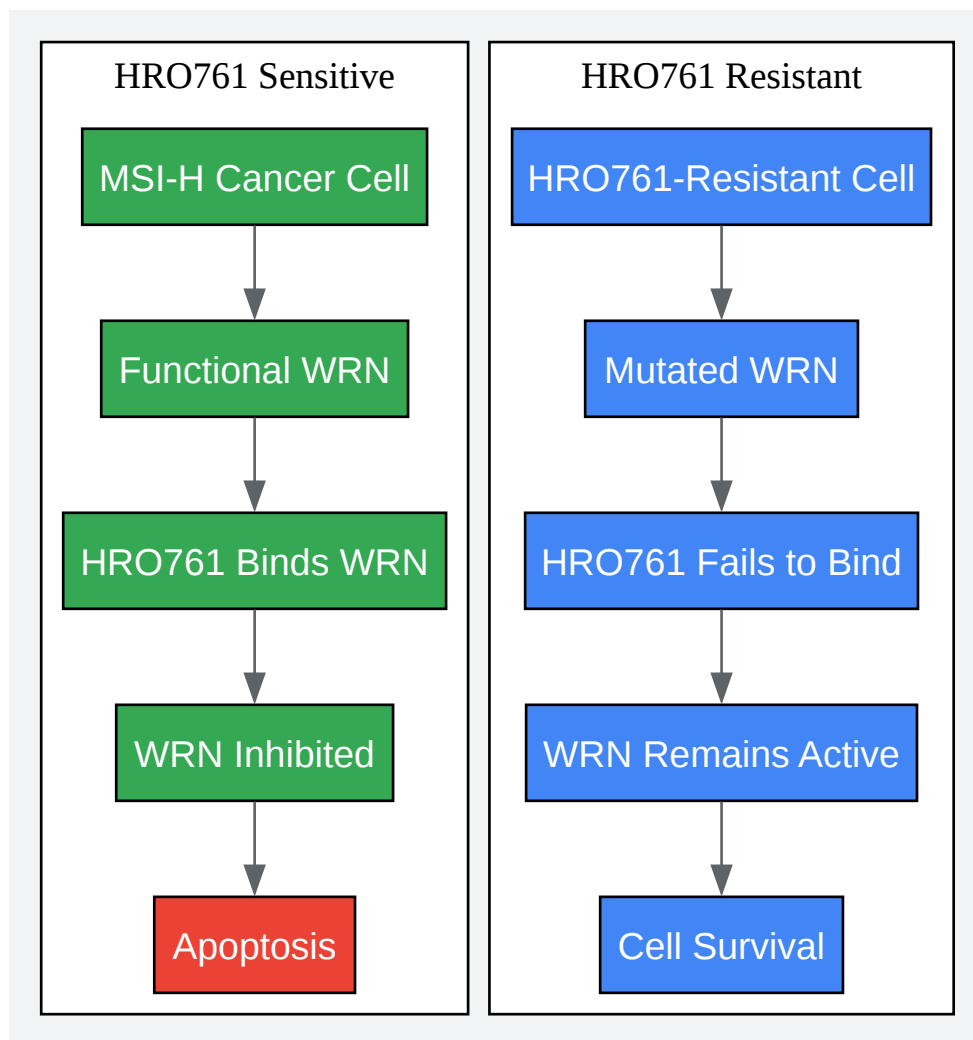 HRO761 Sensitive
MSI-H Cancer Cell
Functional WRN
HRO761 Binds WRN
WRN Inhibited
Apoptosis
HRO761 Resistant
HRO761-Resistant Cell
Mutated WRN
HRO761 Fails to Bind
WRN Remains Active
Cell Survival